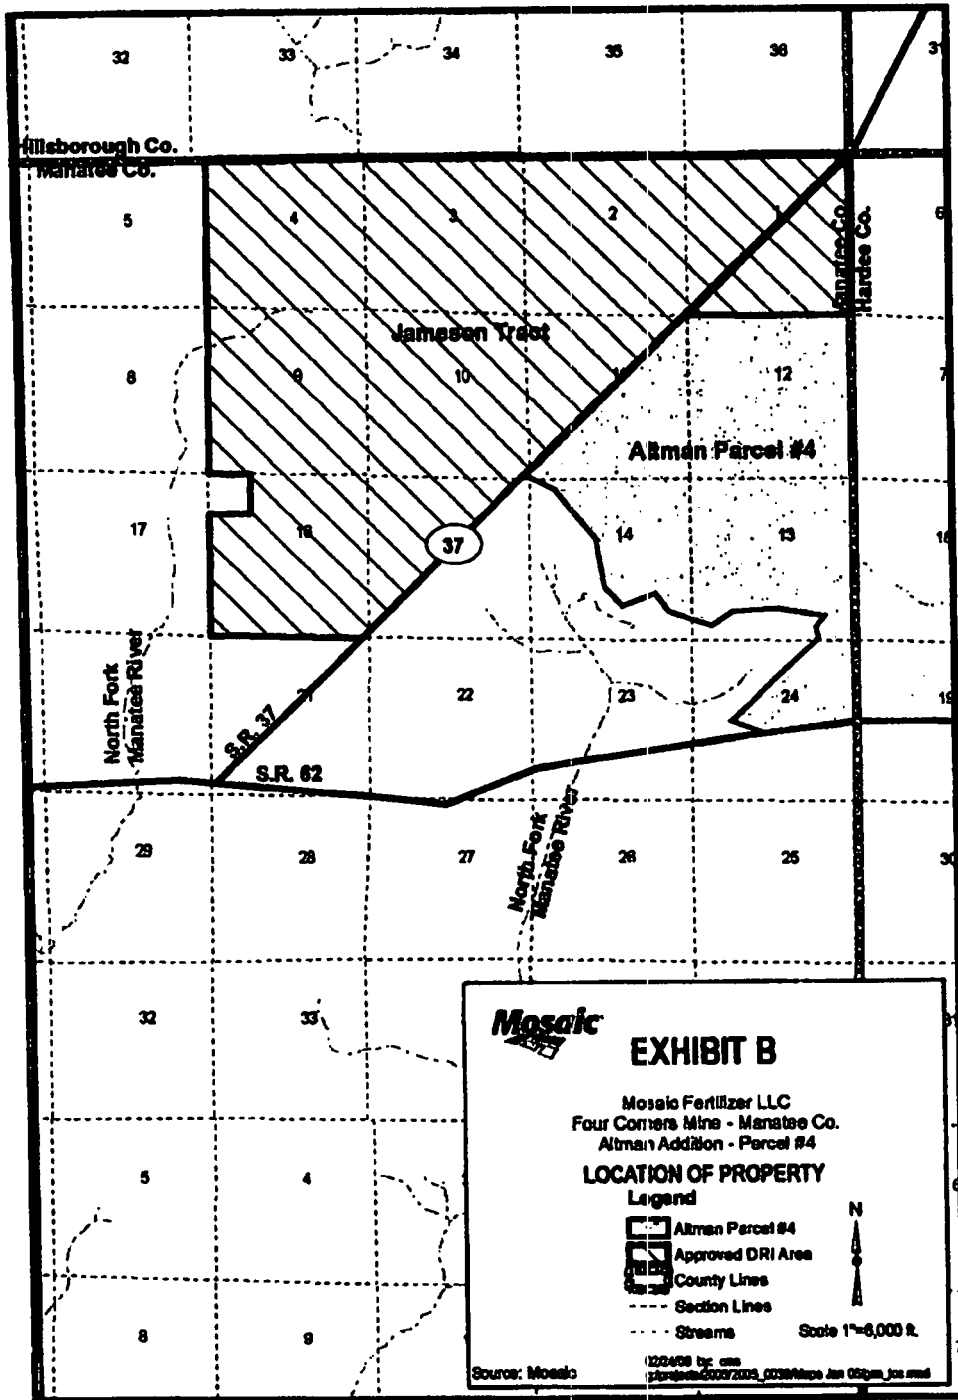 32 33 34 35 36 31
Hillsborough Co.
Manatee Co.
5 4 3 2 1 6
Manatee Co.
Hardee Co.
Jameson Tract
8 9 10 11 12 7
Altman Parcel #4
17 16 37 14 13 18
North Fork
Manatee River
21 22 23 24 19
S.R. 37
S.R. 62
North Fork
Manatee River
29 28 27 26 25 30
32 33 31
5 4 6
8 9
Mosaic
EXHIBIT B
Mosaic Fertilizer LLC
Four Corners Mine - Manatee Co.
Altman Addition - Parcel #4
LOCATION OF PROPERTY
Legend
N
Altman Parcel #4
Approved DRI Area
County Lines
Section Lines
Streams
Scale 1"=6,000 ft.
Source: Mosaic